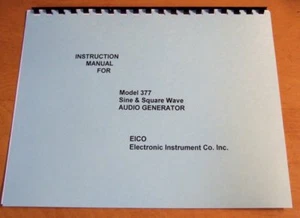 INSTRUCTION
MANUAL
FOR
Model 377
Sine & Square Wave
AUDIO GENERATOR
EICO
Electronic Instrument Co. Inc.